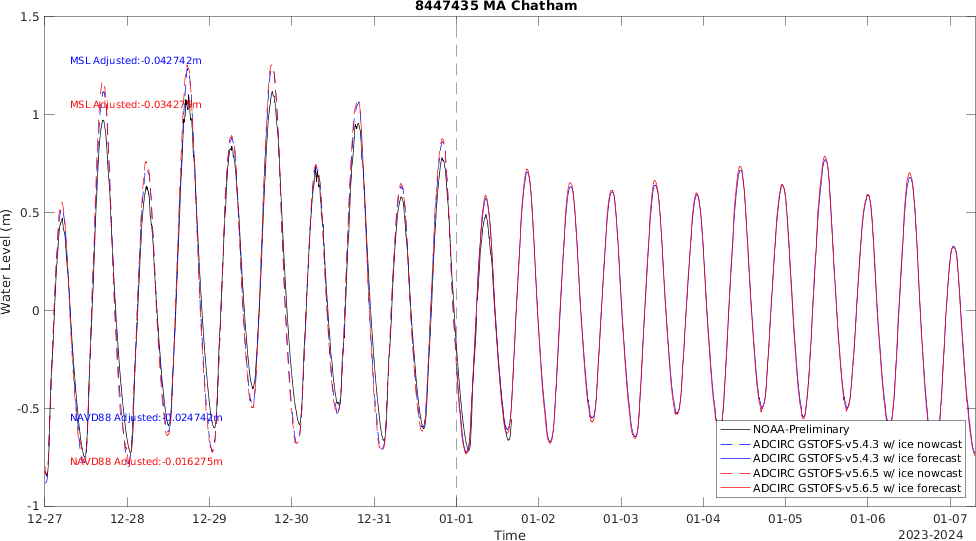 8447435 MA Chatham
1.5
MSL Adjusted:-0.042742m
MSL Adjusted:-0.034275m
1
0.5
Water Level (m)
0
-0.5
NAVD88 Adjusted:-0.024742m
NAVD88 Adjusted:-0.016275m
-1
NOAA-Preliminary
ADCIRC GSTOFS-v5.4.3 w/ ice nowcast
ADCIRC GSTOFS-v5.4.3 w/ ice forecast
ADCIRC GSTOFS-v5.6.5 w/ ice nowcast
ADCIRC GSTOFS-v5.6.5 w/ ice forecast
12-27 12-28 12-29 12-30 12-31 01-01 01-02 01-03 01-04 01-05 01-06 01-07
Time
2023-2024